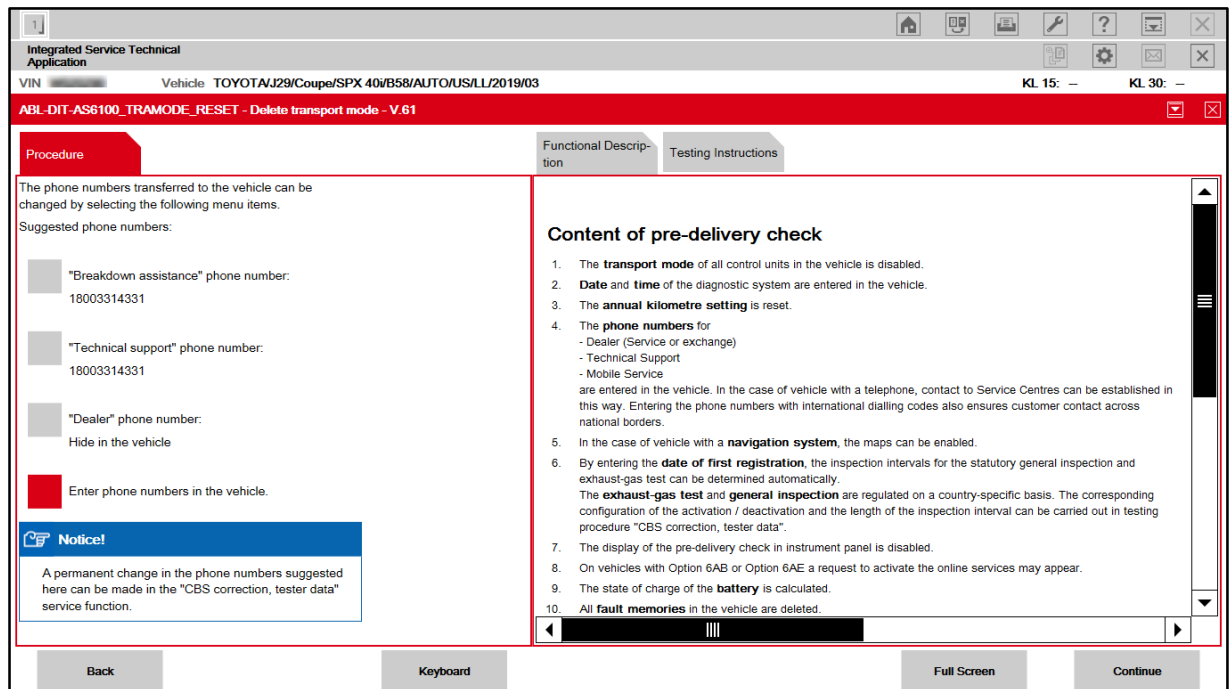 1
?
Integrated Service Technical
Application
VIN
Vehicle TOYOTA/J29/Coupe/SPX 40i/B58/AUTO/US/LL/2019/03
KL 15: –
KL 30: –
ABL-DIT-AS6100_TRAMODE_RESET - Delete transport mode - V.61
Procedure
The phone numbers transferred to the vehicle can be
changed by selecting the following menu items.
Suggested phone numbers:
"Breakdown assistance" phone number:
18003314331
"Technical support" phone number:
18003314331
"Dealer" phone number:
Hide in the vehicle
Enter phone numbers in the vehicle.
Notice!
A permanent change in the phone numbers suggested
here can be made in the "CBS correction, tester data"
service function.
Functional Descrip-
tion
Testing Instructions
Content of pre-delivery check
1. The transport mode of all control units in the vehicle is disabled.
2. Date and time of the diagnostic system are entered in the vehicle.
3. The annual kilometre setting is reset.
4. The phone numbers for
- Dealer (Service or exchange)
- Technical Support
- Mobile Service
are entered in the vehicle. In the case of vehicle with a telephone, contact to Service Centres can be established in
this way. Entering the phone numbers with international dialling codes also ensures customer contact across
national borders.
5. In the case of vehicle with a navigation system, the maps can be enabled.
6. By entering the date of first registration, the inspection intervals for the statutory general inspection and
exhaust-gas test can be determined automatically.
The exhaust-gas test and general inspection are regulated on a country-specific basis. The corresponding
configuration of the activation / deactivation and the length of the inspection interval can be carried out in testing
procedure "CBS correction, tester data".
7. The display of the pre-delivery check in instrument panel is disabled.
8. On vehicles with Option 6AB or Option 6AE a request to activate the online services may appear.
9. The state of charge of the battery is calculated.
10. All fault memories in the vehicle are deleted.
Back
Keyboard
Full Screen
Continue